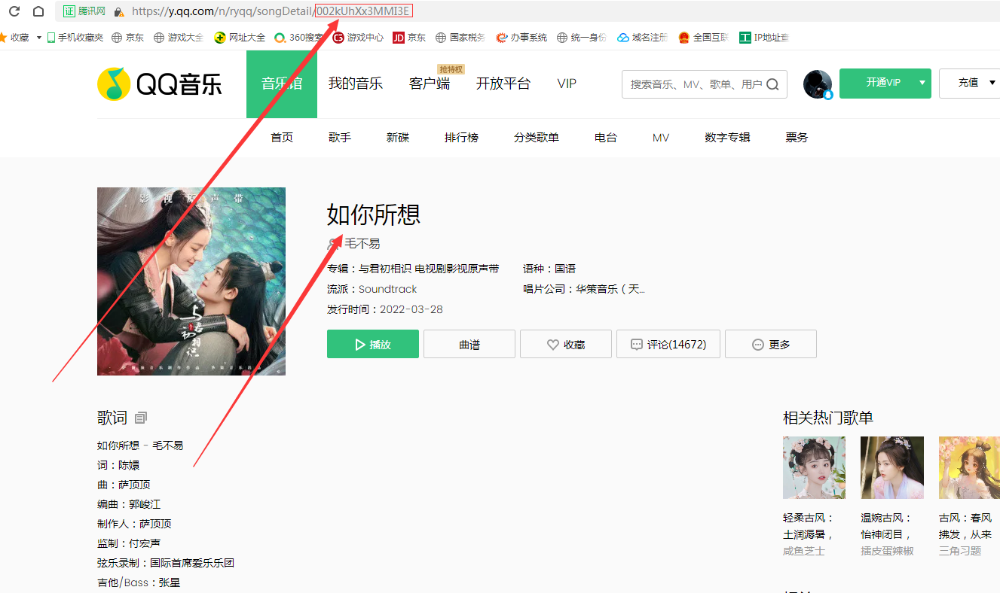 证 腾讯网 https://y.qq.com/n/ryqq/songDetail/002kUhXx3MMI3E
收藏 手机收藏夹 京东 游戏大全 网址大全 360搜索 游戏中心 JD 京东 国家税务 办事系统 统一身份 域名注册 全国互联 IP地址查
抢特权
QQ音乐 音乐馆 我的音乐 客户端 开放平台 VIP 搜索音乐、MV、歌单、用户 开通VIP 充值
首页 歌手 新碟 排行榜 分类歌单 电台 MV 数字专辑 票务
影视原声带
与君初相识
如你所想
毛不易
专辑：与君初相识 电视剧影视原声带 语种：国语
流派：Soundtrack 唱片公司：华策音乐（天...
发行时间：2022-03-28
播放 曲谱 收藏 评论(14672) 更多
歌词
如你所想 - 毛不易
词：陈嬛
曲：萨顶顶
编曲：郭峻江
制作人：萨顶顶
监制：付宏声
弦乐录制：国际首席爱乐乐团
吉他/Bass：张星
相关热门歌单
轻柔古风： 温婉古风： 古风：春风
土润溽暑， 怡神闭目， 拂发，从来
咸鱼芝士 擂皮蛋辣椒 三角习题